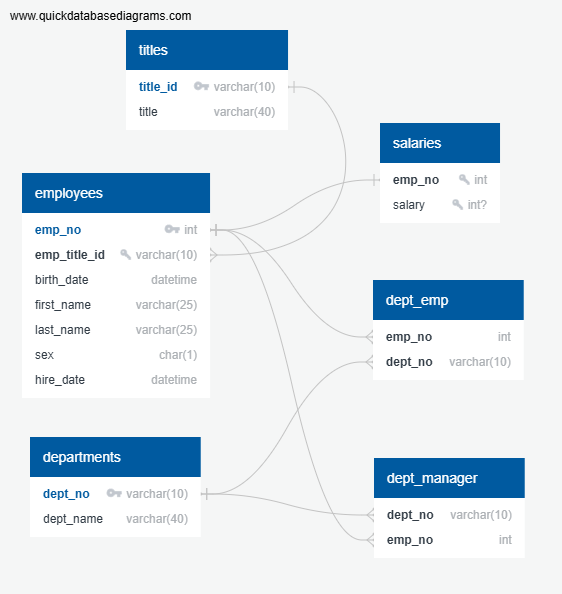 www.quickdatabasediagrams.com
titles
title_id varchar(10)
title varchar(40)
salaries
emp_no int
salary int?
employees
emp_no int
emp_title_id varchar(10)
birth_date datetime
first_name varchar(25)
last_name varchar(25)
sex char(1)
hire_date datetime
dept_emp
emp_no int
dept_no varchar(10)
departments
dept_no varchar(10)
dept_name varchar(40)
dept_manager
dept_no varchar(10)
emp_no int